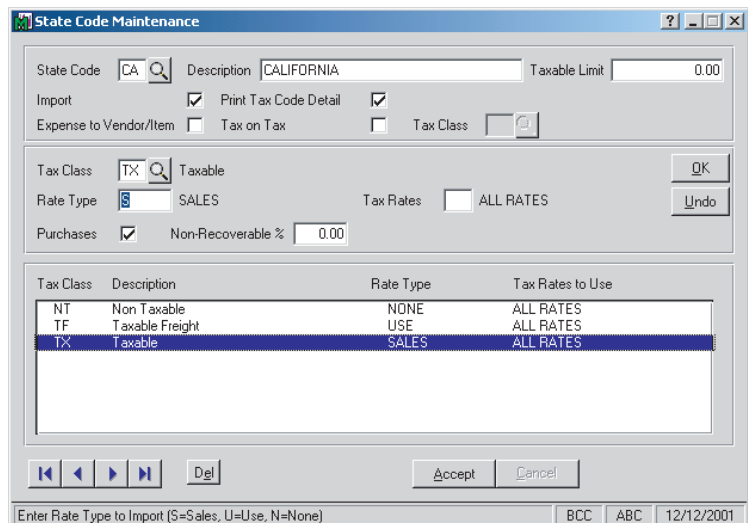 State Code Maintenance
State Code CA Description CALIFORNIA Taxable Limit 0.00
Import Print Tax Code Detail
Expense to Vendor/Item Tax on Tax Tax Class
Tax Class TX Taxable OK
Rate Type S SALES Tax Rates ALL RATES Undo
Purchases Non-Recoverable % 0.00
Tax Class Description Rate Type Tax Rates to Use
NT Non Taxable NONE ALL RATES
TF Taxable Freight USE ALL RATES
TX Taxable SALES ALL RATES
Del Accept Cancel
Enter Rate Type to Import (S=Sales, U=Use, N=None) BCC ABC 12/12/2001